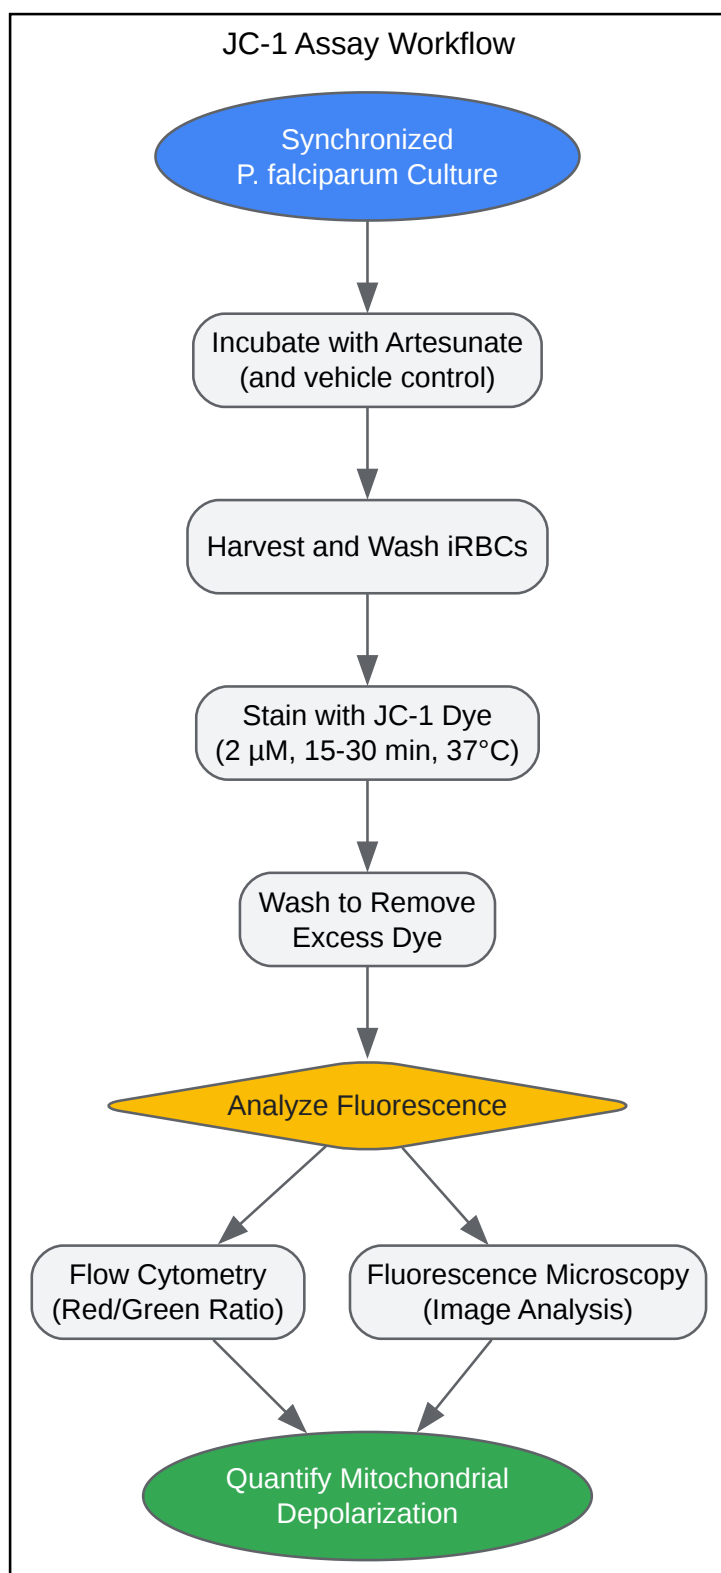 JC-1 Assay Workflow
Synchronized
P. falciparum Culture
Incubate with Artesunate
(and vehicle control)
Harvest and Wash iRBCs
Stain with JC-1 Dye
(2 µM, 15-30 min, 37°C)
Wash to Remove
Excess Dye
Analyze Fluorescence
Flow Cytometry
(Red/Green Ratio)
Fluorescence Microscopy
(Image Analysis)
Quantify Mitochondrial
Depolarization